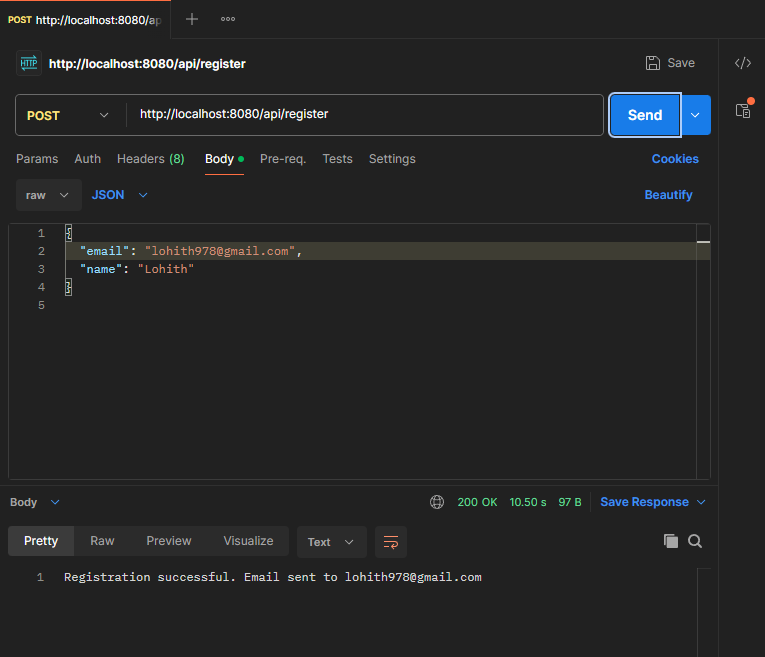 POST http://localhost:8080/ap
HTTP http://localhost:8080/api/register Save
POST http://localhost:8080/api/register Send
Params Auth Headers (8) Body Pre-req. Tests Settings Cookies
raw JSON Beautify
1 {
2 "email": "lohith978@gmail.com",
3 "name": "Lohith"
4 }
5
Body 200 OK 10.50 s 97 B Save Response
Pretty Raw Preview Visualize Text
1 Registration successful. Email sent to lohith978@gmail.com